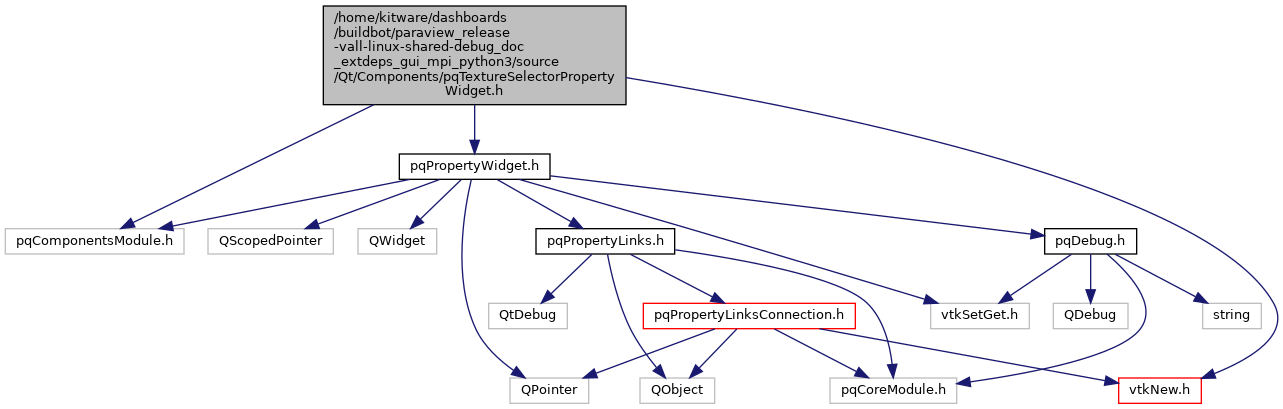 /home/kitware/dashboards
/buildbot/paraview_release
-vall-linux-shared-debug_doc
_extdeps_gui_mpi_python3/source
/Qt/Components/pqTextureSelectorProperty
Widget.h
pqPropertyWidget.h
pqComponentsModule.h
QScopedPointer
QWidget
pqPropertyLinks.h
pqDebug.h
QtDebug
pqPropertyLinksConnection.h
vtkSetGet.h
QDebug
string
QPointer
QObject
pqCoreModule.h
vtkNew.h